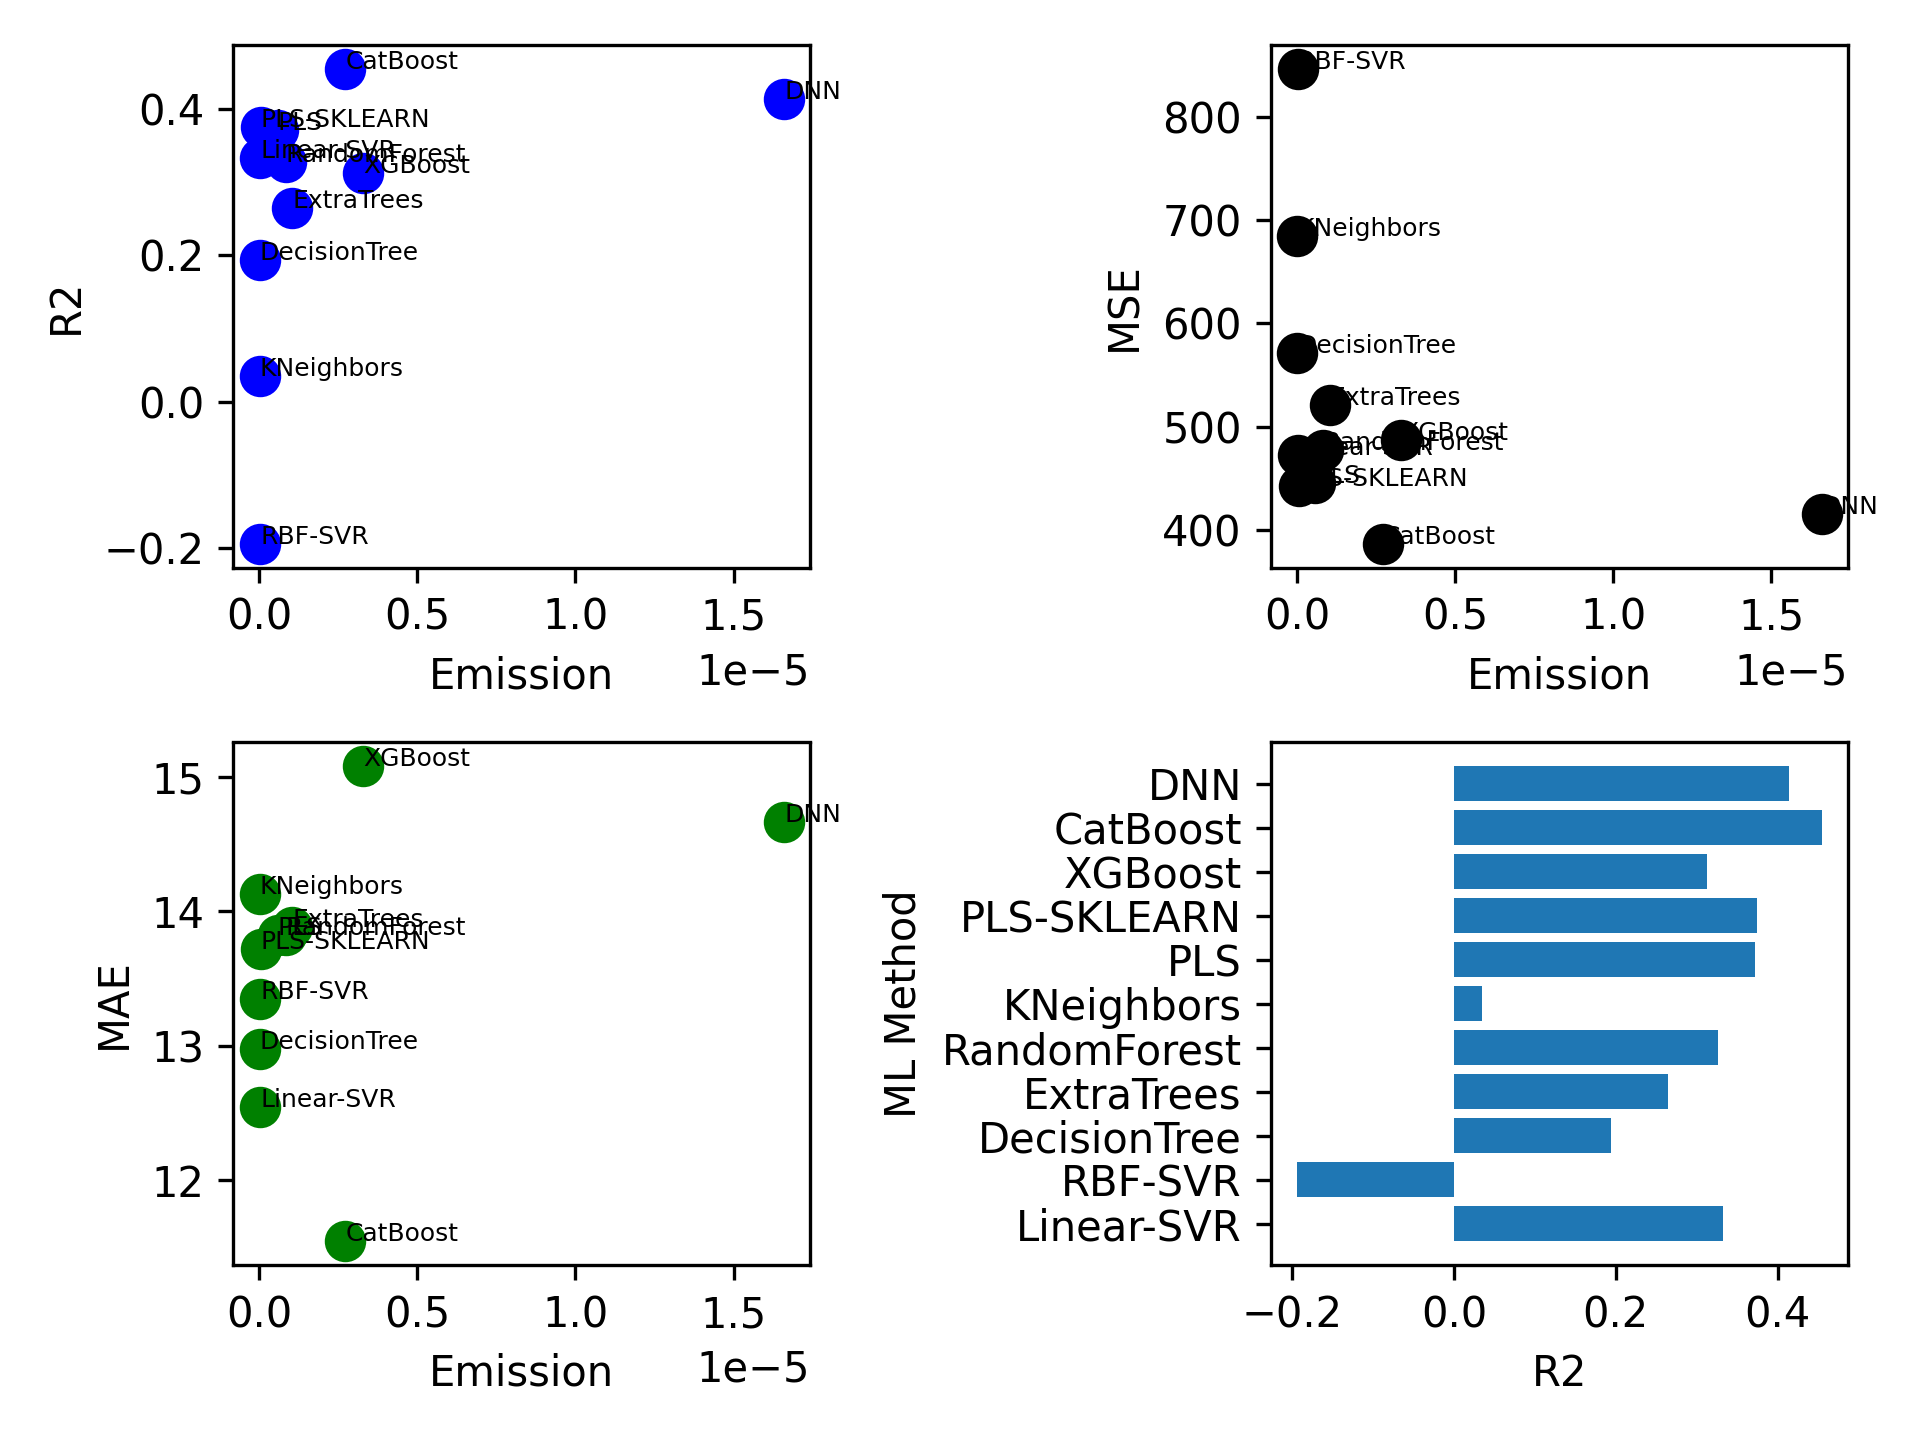 CatBoost
DNN
PLS-SKLEARN
PLS
Linear-SVR
RandomForest
XGBoost
ExtraTrees
DecisionTree
KNeighbors
RBF-SVR
0.4
0.2
0.0
−0.2
R2
0.0 0.5 1.0 1.5
1e−5
Emission
RBF-SVR
KNeighbors
DecisionTree
ExtraTrees
XGBoost
RandomForest
PLS-SKLEARN
DNN
CatBoost
800
700
600
500
400
MSE
0.0 0.5 1.0 1.5
1e−5
Emission
XGBoost
DNN
KNeighbors
ExtraTrees
PLS
RandomForest
PLS-SKLEARN
RBF-SVR
DecisionTree
Linear-SVR
CatBoost
15
14
13
12
MAE
0.0 0.5 1.0 1.5
1e−5
Emission
DNN
CatBoost
XGBoost
PLS-SKLEARN
PLS
KNeighbors
RandomForest
ExtraTrees
DecisionTree
RBF-SVR
Linear-SVR
ML Method
−0.2 0.0 0.2 0.4
R2